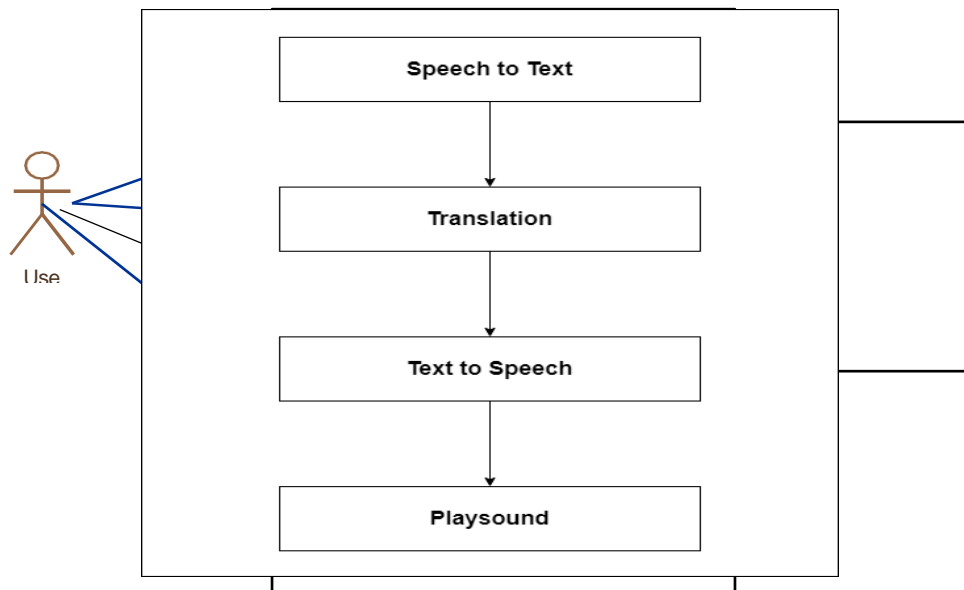 Speech to Text
Translation
Use
Text to Speech
Playsound